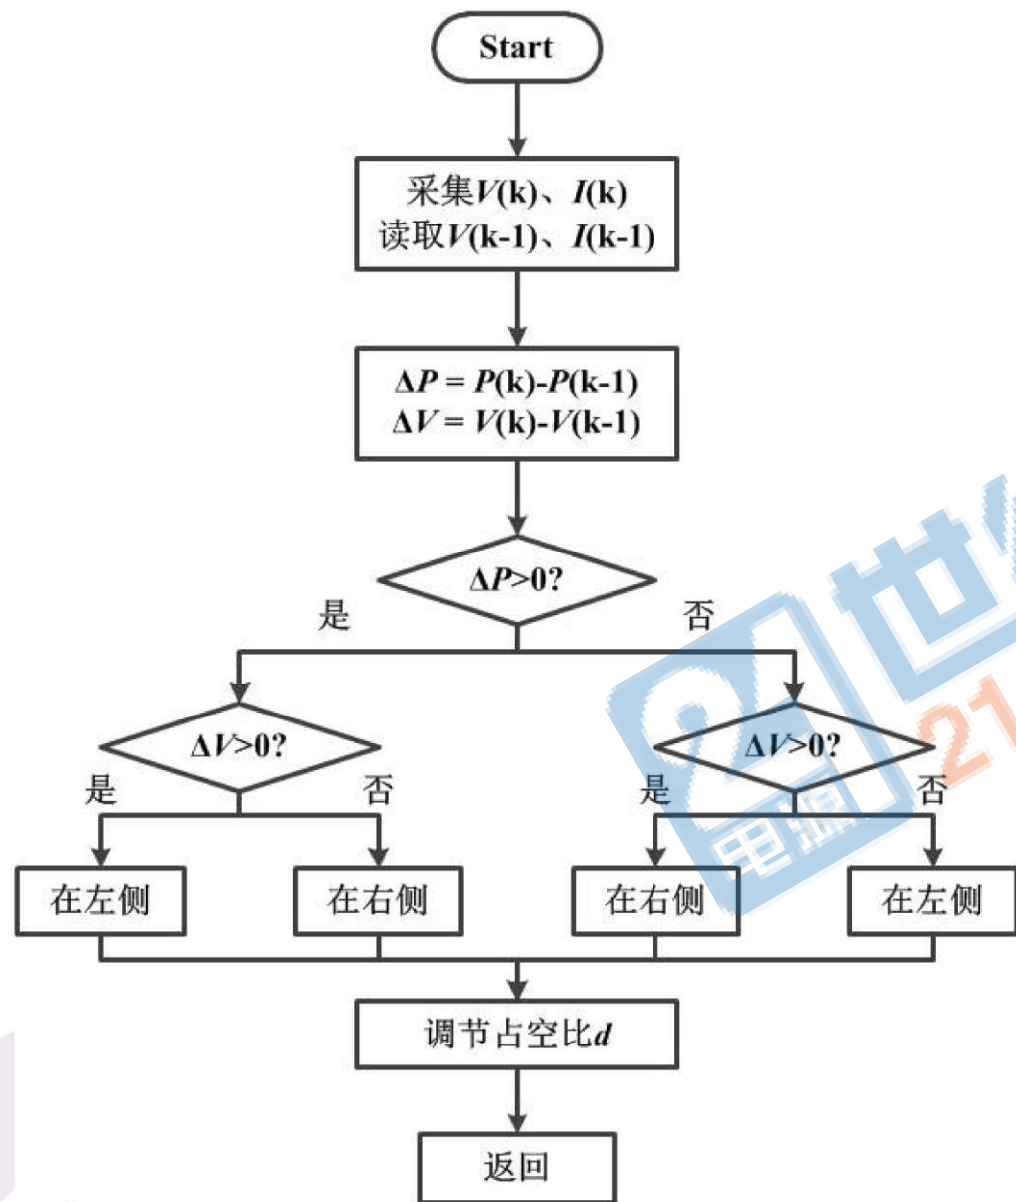 Start
采集V(k)、I(k)
读取V(k-1)、I(k-1)
ΔP = P(k)-P(k-1)
ΔV = V(k)-V(k-1)
ΔP>0?
是
否
ΔV>0?
ΔV>0?
是
否
是
否
在左侧
在右侧
在右侧
在左侧
调节占空比d
返回
21
世
21
电源